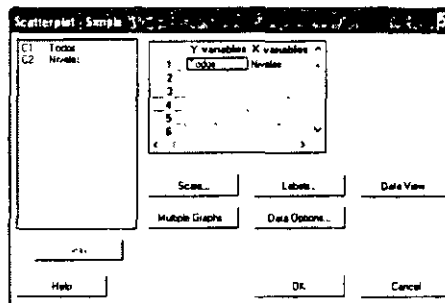 Scatterplot - Simple
C1 Todos
C2 Niveles
Y variables X variables
1 Todos Niveles
2
3
4
5
6
Scale... Labels... Data View
Multiple Graphs Data Options...
Help OK Cancel